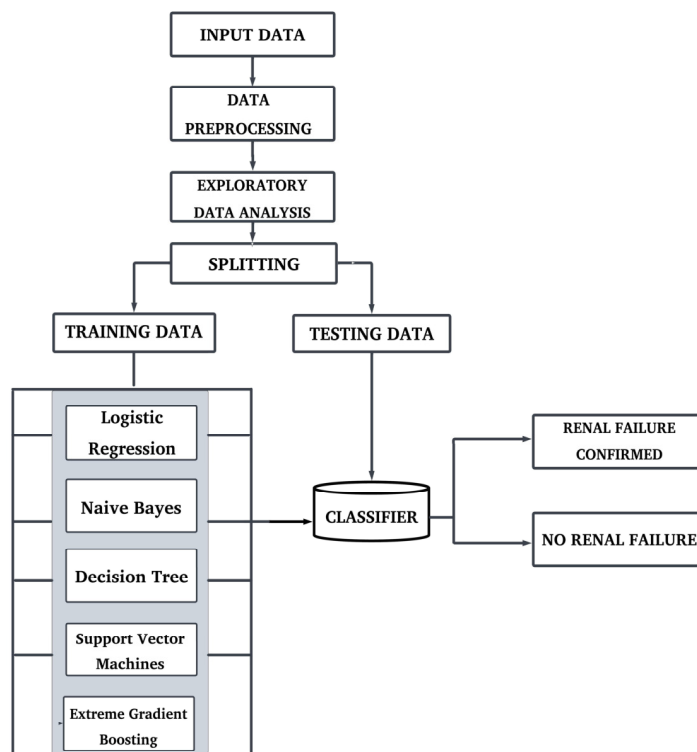 INPUT DATA
DATA
PREPROCESSING
EXPLORATORY
DATA ANALYSIS
SPLITTING
TRAINING DATA
TESTING DATA
Logistic
Regression
Naive Bayes
Decision Tree
Support Vector
Machines
Extreme Gradient
Boosting
CLASSIFIER
RENAL FAILURE
CONFIRMED
NO RENAL FAILURE